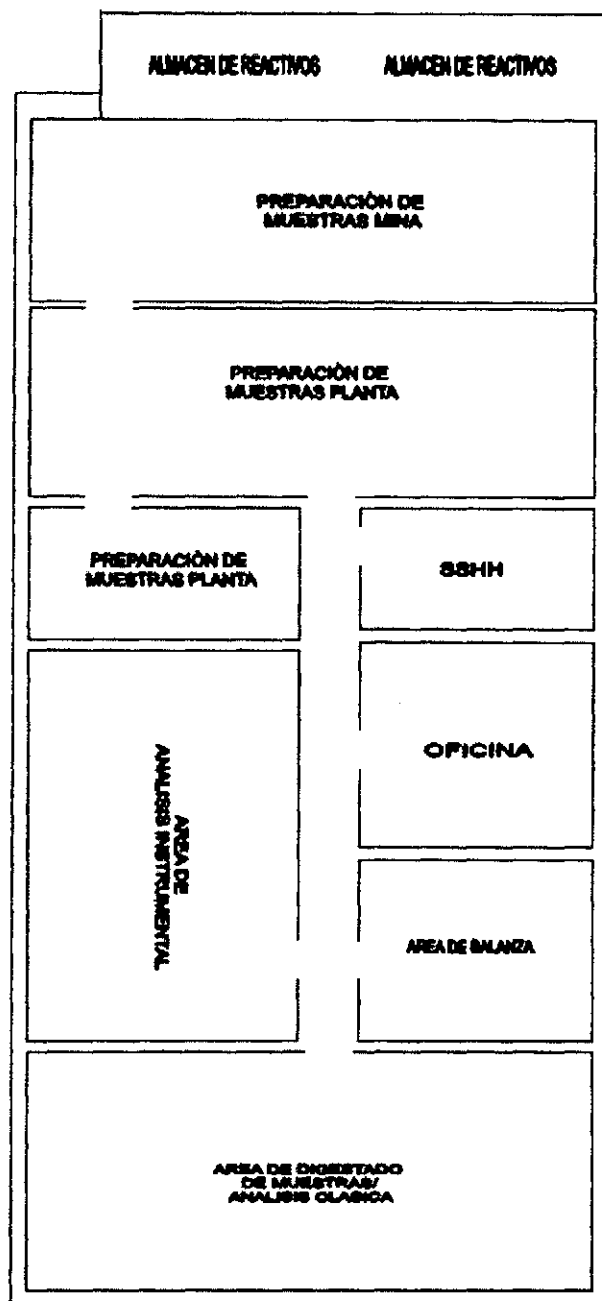 ALMACEN DE REACTIVOS
ALMACEN DE REACTIVOS
PREPARACIÓN DE
MUESTRAS MINA
PREPARACIÓN DE
MUESTRAS PLANTA
PREPARACIÓN DE
MUESTRAS PLANTA
SSHH
OFICINA
AREA DE
ANALISIS INSTRUMENTAL
AREA DE BALANZA
AREA DE DIGESTADO
DE MUESTRAS/
ANALISIS CLASICA